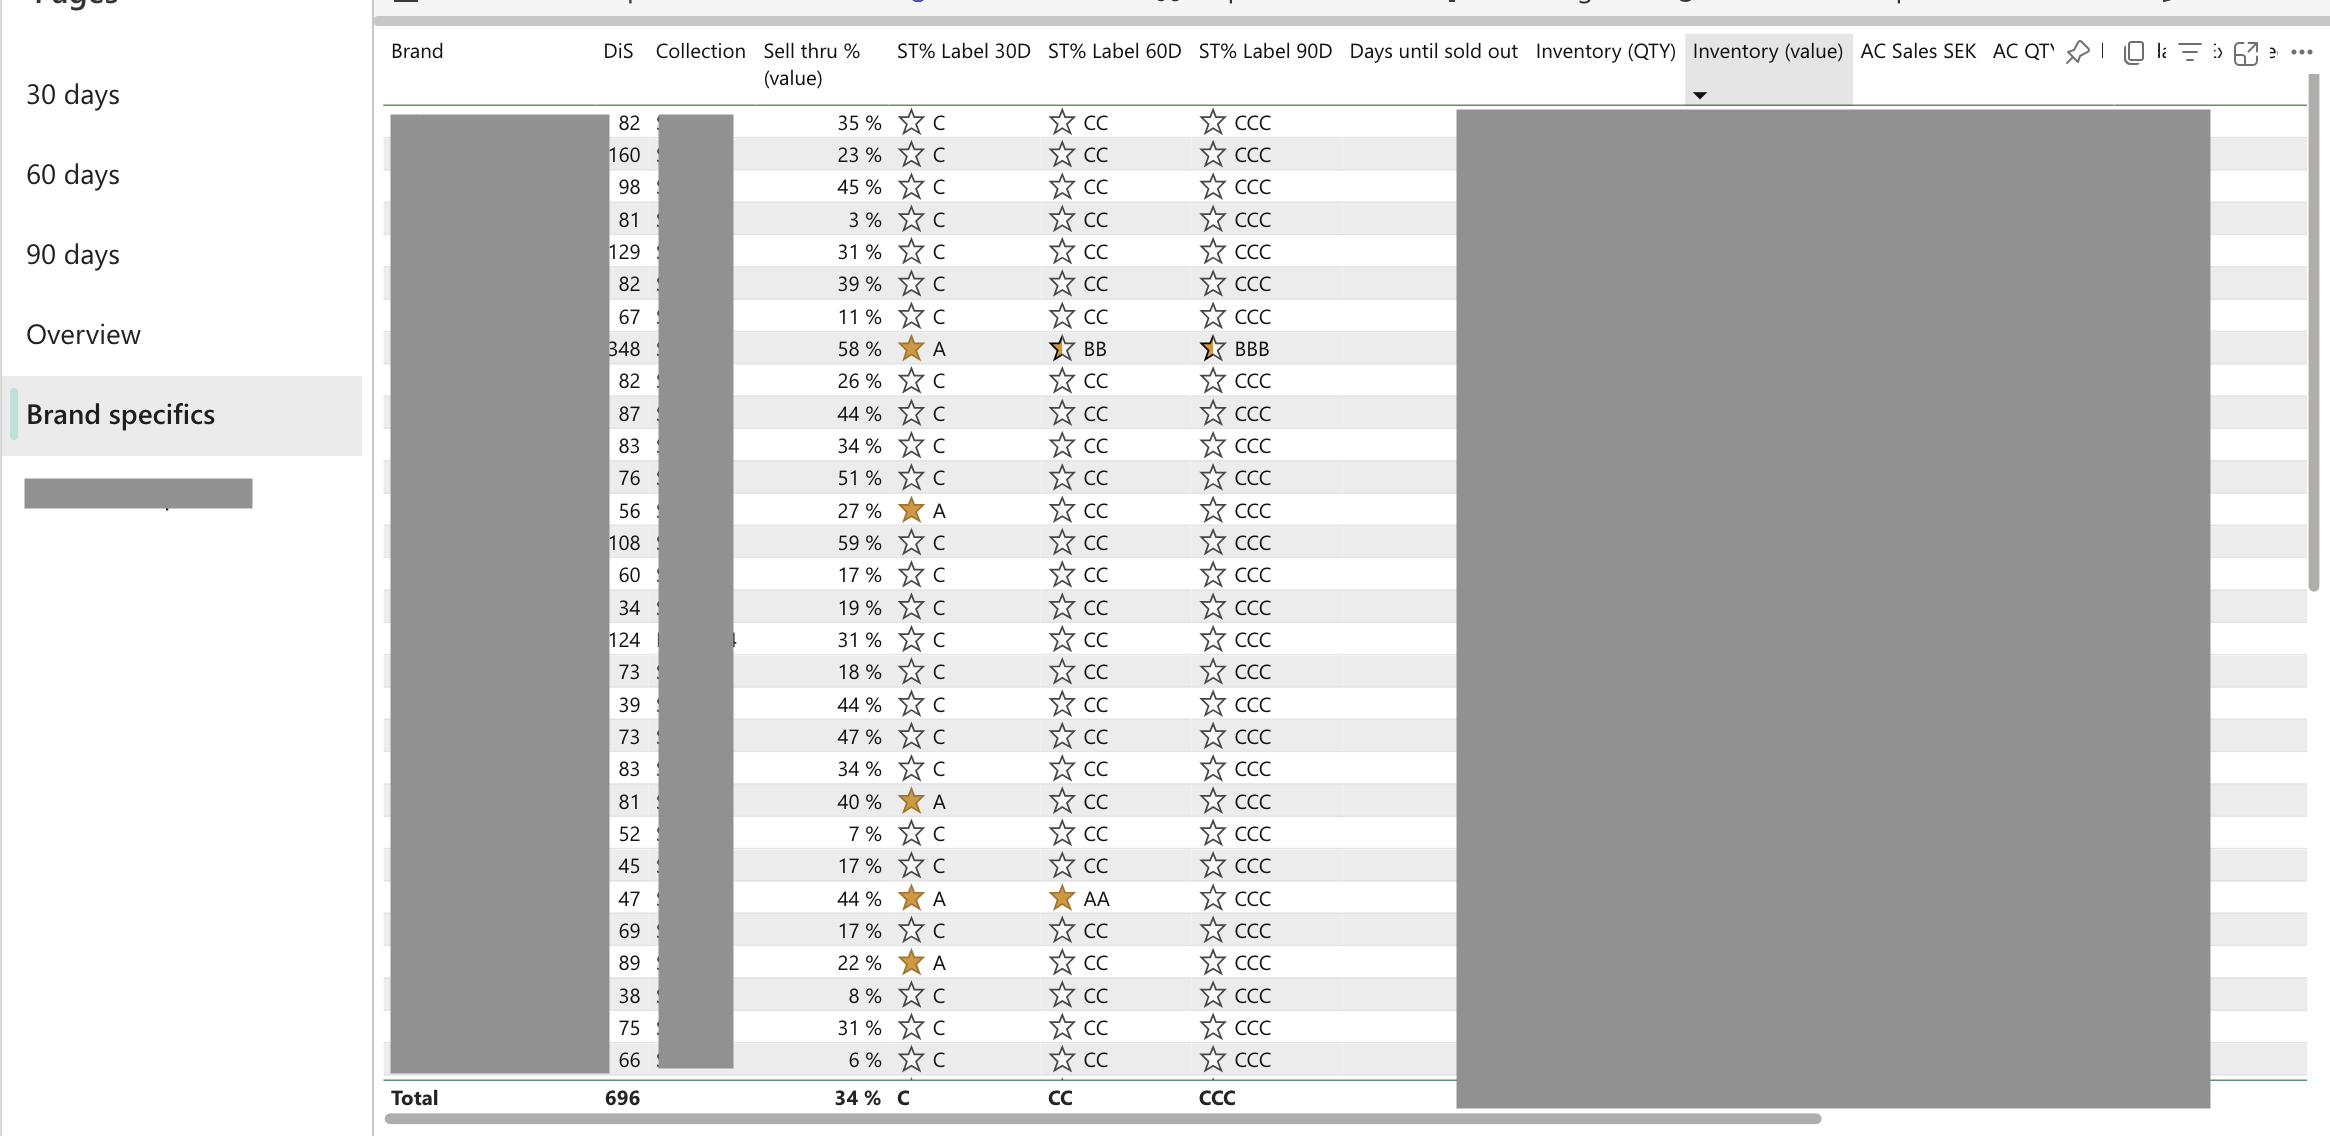 Pages
30 days
60 days
90 days
Overview
Brand specifics
Brand DiS Collection Sell thru % (value) ST% Label 30D ST% Label 60D ST% Label 90D Days until sold out Inventory (QTY) Inventory (value) AC Sales SEK AC QTY
82 35 % C CC CCC
160 23 % C CC CCC
98 45 % C CC CCC
81 3 % C CC CCC
129 31 % C CC CCC
82 39 % C CC CCC
67 11 % C CC CCC
348 58 % A BB BBB
82 26 % C CC CCC
87 44 % C CC CCC
83 34 % C CC CCC
76 51 % C CC CCC
56 27 % A CC CCC
108 59 % C CC CCC
60 17 % C CC CCC
34 19 % C CC CCC
124 31 % C CC CCC
73 18 % C CC CCC
39 44 % C CC CCC
73 47 % C CC CCC
83 34 % C CC CCC
81 40 % A CC CCC
52 7 % C CC CCC
45 17 % C CC CCC
47 44 % A AA CCC
69 17 % C CC CCC
89 22 % A CC CCC
38 8 % C CC CCC
75 31 % C CC CCC
66 6 % C CC CCC
Total 696 34 % C CC CCC